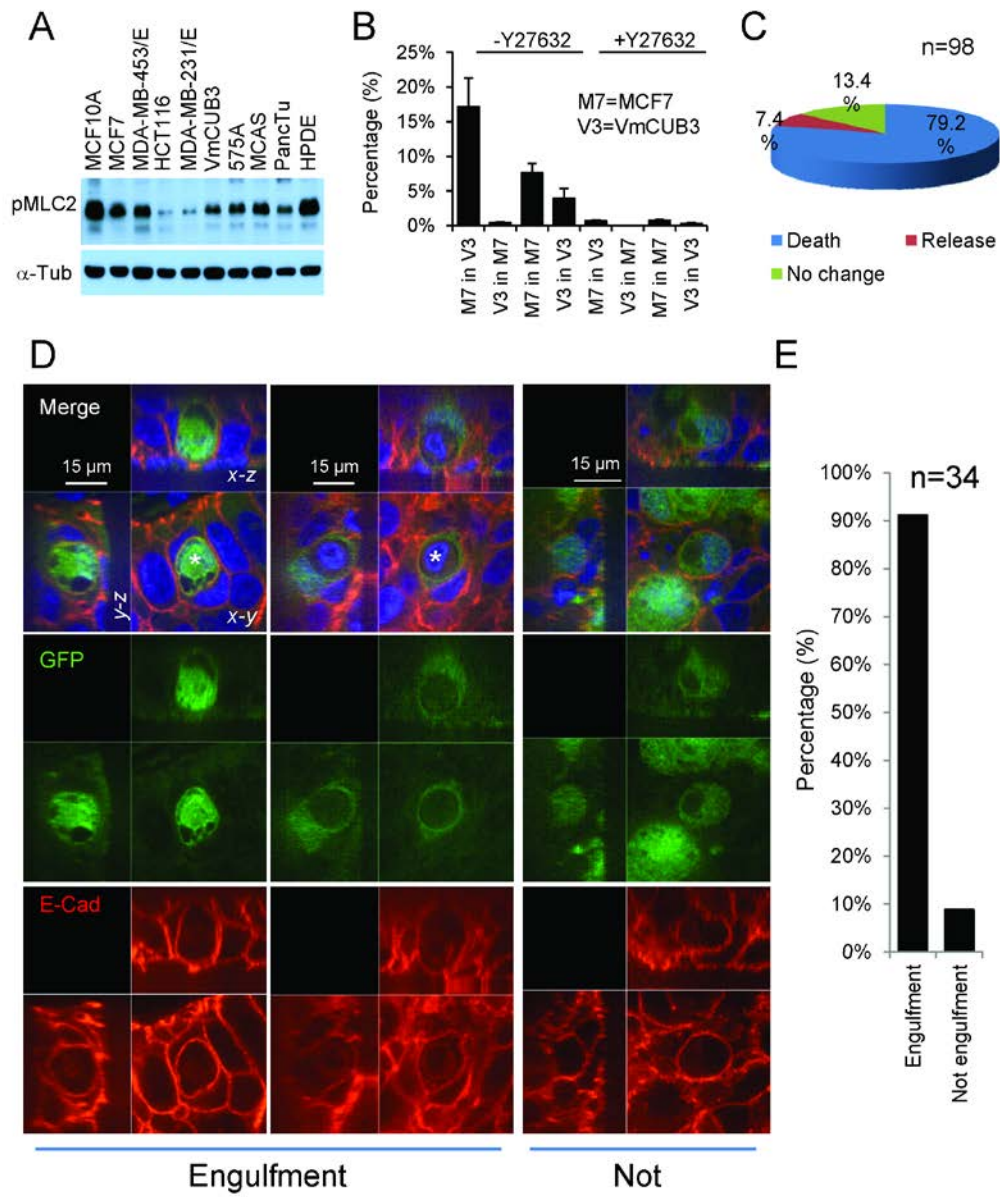 A
MCF10A
MCF7
MDA-MB-453/E
HCT116
MDA-MB-231/E
VmCUB3
575A
MCAS
PancTu
HPDE
pMLC2
α-Tub
B
-Y27632
+Y27632
M7=MCF7
V3=VmCUB3
Percentage (%)
25%
20%
15%
10%
5%
0%
M7 in V3
V3 in M7
M7 in M7
V3 in V3
M7 in V3
V3 in M7
M7 in M7
V3 in V3
C
n=98
13.4
%
7.4
%
79.2
%
Death
Release
No change
D
Merge
15 µm
x-z
y-z
*
x-y
15 µm
*
15 µm
GFP
E-Cad
Engulfment
Not
E
n=34
Percentage (%)
100%
90%
80%
70%
60%
50%
40%
30%
20%
10%
0%
Engulfment
Not engulfment